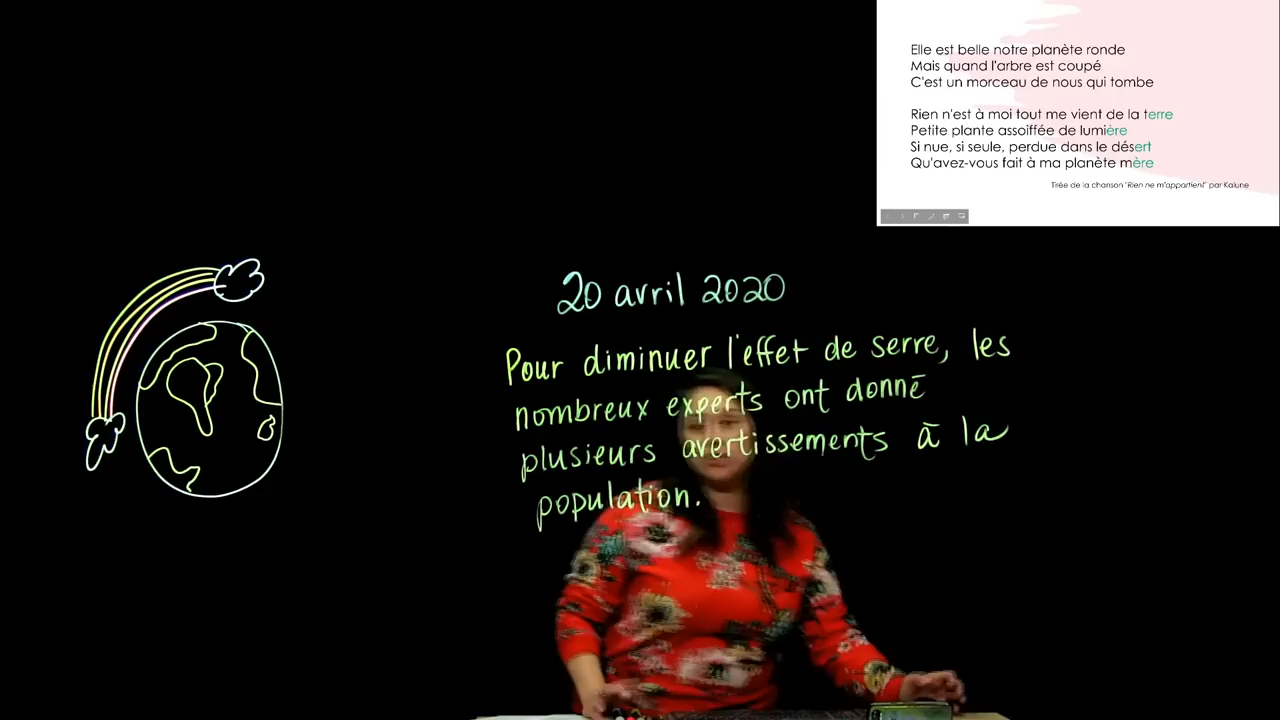 Elle est belle notre planète ronde
Mais quand l'arbre est coupé
C'est un morceau de nous qui tombe
Rien n'est à moi tout me vient de la terre
Petite plante assoiffée de lumière
Si nue, si seule, perdue dans le désert
Qu'avez-vous fait à ma planète mère
Tirée de la chanson "Rien ne m'appartient" par Kalune
20 avril 2020
Pour diminuer l'effet de serre, les
nombreux experts ont donné
plusieurs avertissements à la
population.